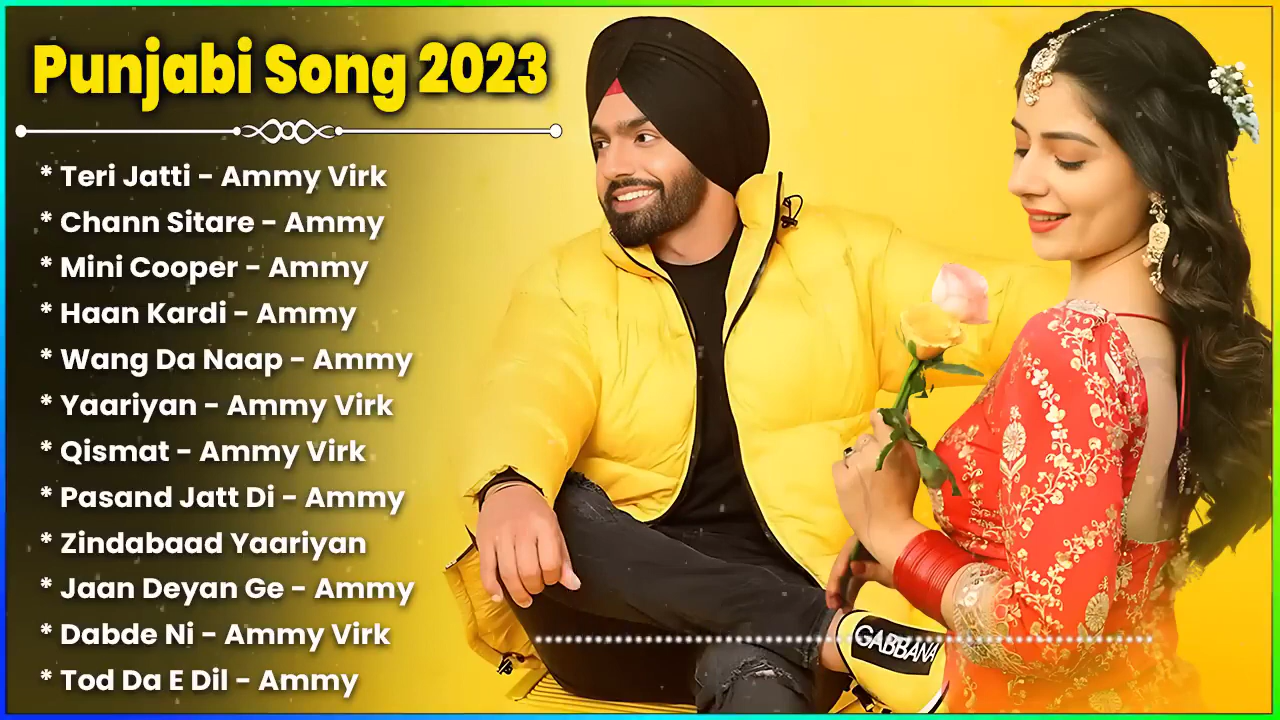 Punjabi Song 2023
* Teri Jatti - Ammy Virk
* Chann Sitare - Ammy
* Mini Cooper - Ammy
* Haan Kardi - Ammy
* Wang Da Naap - Ammy
* Yaariyan - Ammy Virk
* Qismat - Ammy Virk
* Pasand Jatt Di - Ammy
* Zindabaad Yaariyan
* Jaan Deyan Ge - Ammy
* Dabde Ni - Ammy Virk
* Tod Da E Dil - Ammy
GABBANA